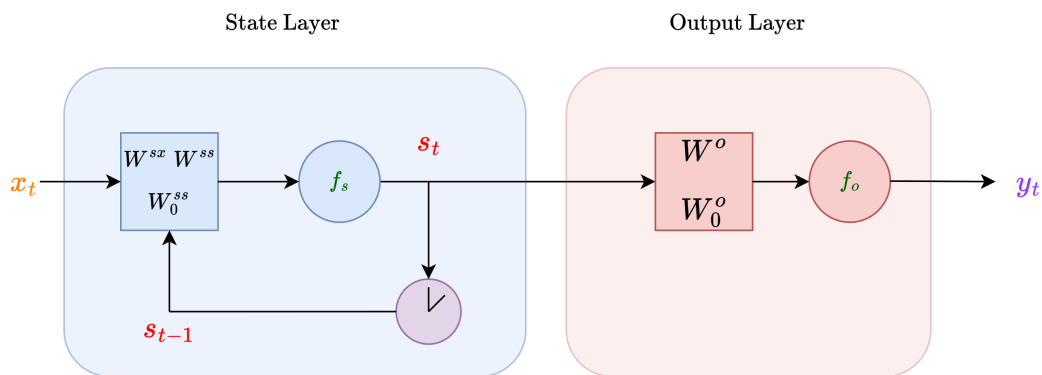 State Layer
Output Layer
x_t
W^{sx} W^{ss}
W_0^{ss}
f_s
s_t
s_{t-1}
W^o
W_0^o
f_o
y_t